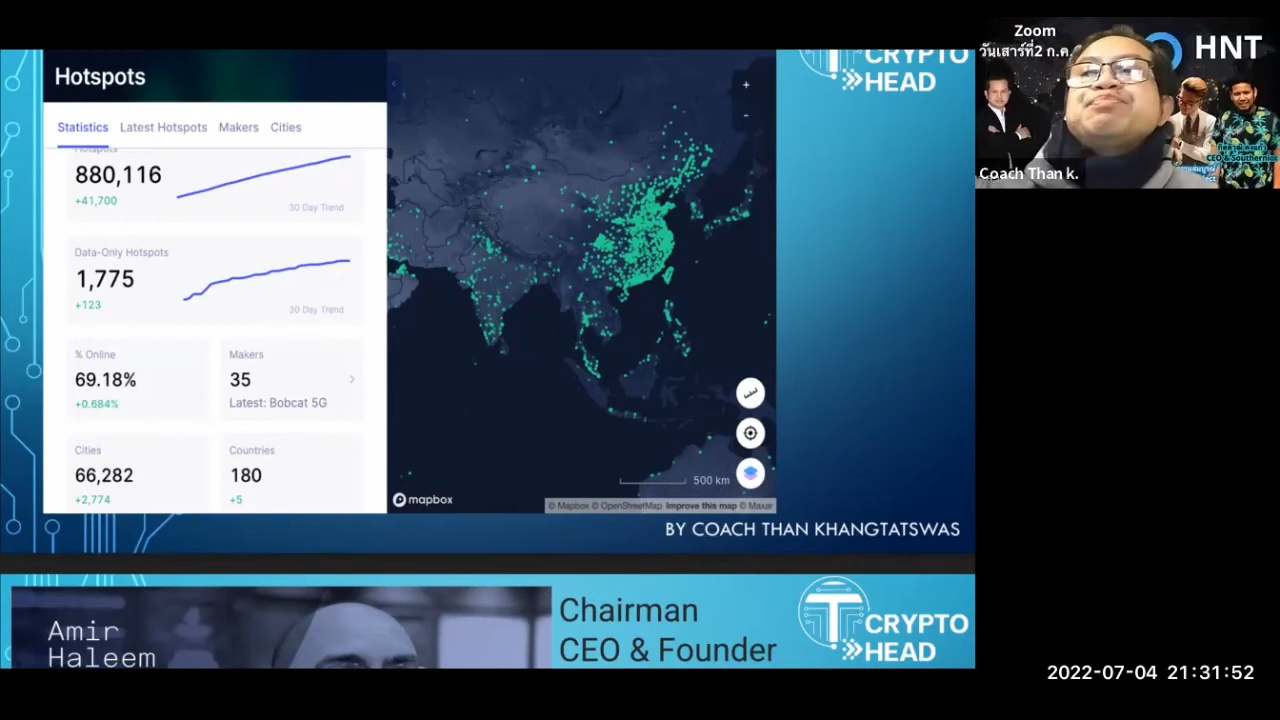 Hotspots
Statistics
Latest Hotspots
Makers
Cities
Hotspots
880,116
+41,700
30 Day Trend
Data-Only Hotspots
1,775
+123
30 Day Trend
% Online
69.18%
+0.684%
Makers
35
Latest: Bobcat 5G
Cities
66,282
+2,774
Countries
180
+5
+
-
500 km
mapbox
© Mapbox © OpenStreetMap Improve this map © Maxar
CRYPTO
HEAD
BY COACH THAN KHANGTATSWAS
Amir
Haleem
Chairman
CEO & Founder
T CRYPTO
HEAD
Zoom
วันเสาร์ที่2 ก.ค.
HNT
CEO & Southerniot
Coach Than k.
2022-07-04 21:31:52